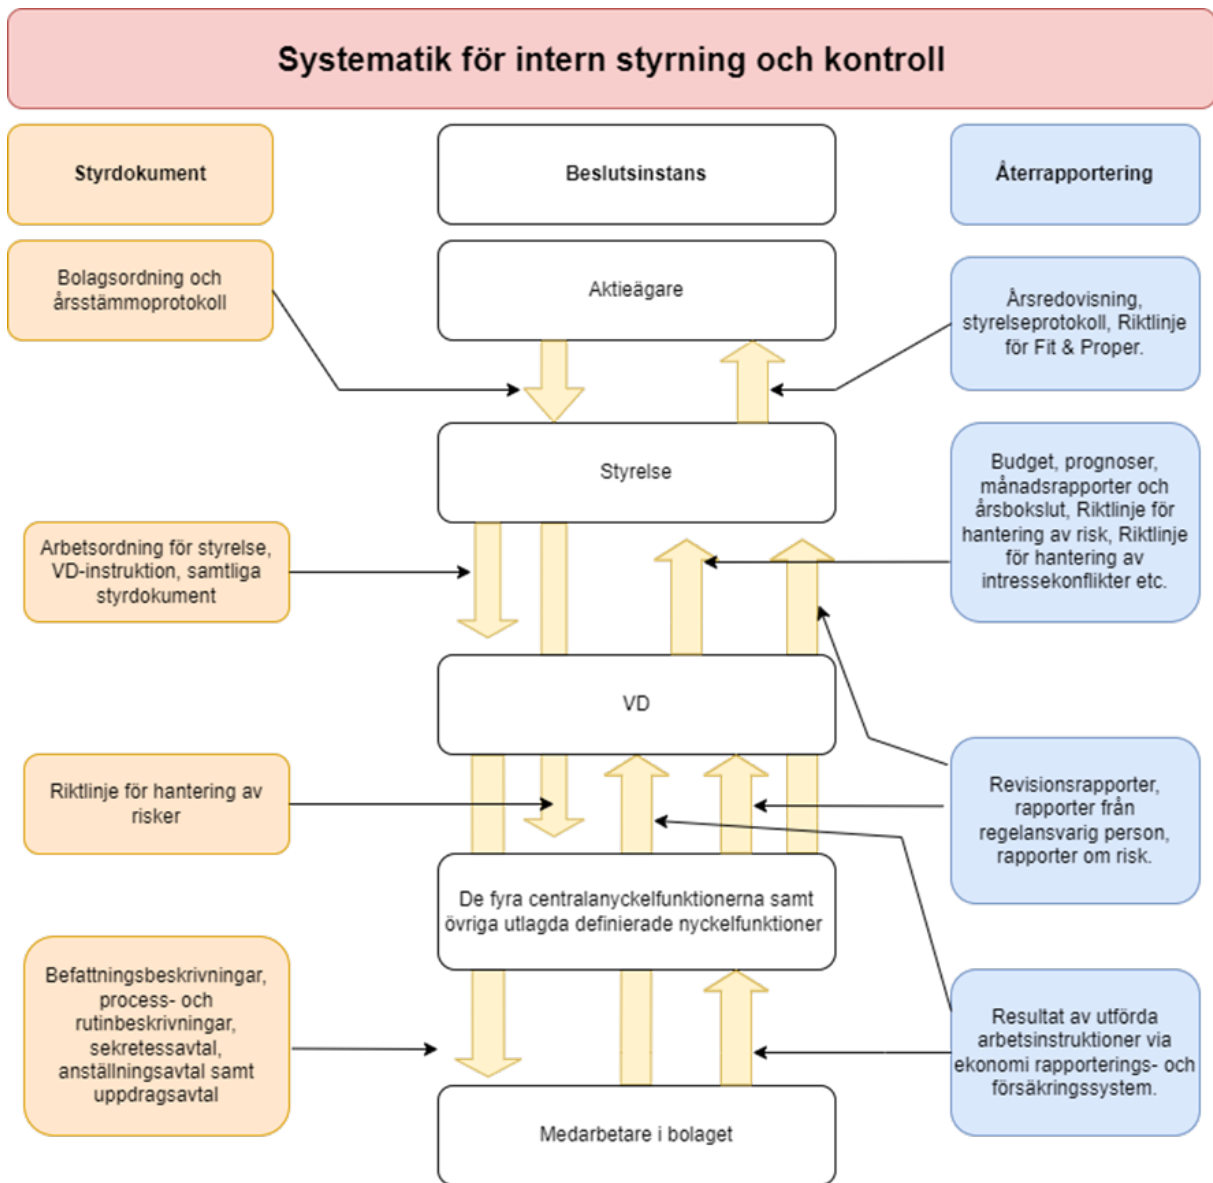 Systematik för intern styrning och kontroll
Styrdokument
Beslutsinstans
Återrapportering
Bolagsordning och
årsstämmoprotokoll
Aktieägare
Årsredovisning,
styrelseprotokoll, Riktlinje
för Fit & Proper.
Styrelse
Budget, prognoser,
månadsrapporter och
årsbokslut, Riktlinje för
hantering av risk, Riktlinje
för hantering av
intressekonflikter etc.
Arbetsordning för styrelse,
VD-instruktion, samtliga
styrdokument
VD
Riktlinje för hantering av
risker
Revisionsrapporter,
rapporter från
regelansvarig person,
rapporter om risk.
De fyra centralanyckelfunktionerna samt
övriga utlagda definierade nyckelfunktioner
Befattningsbeskrivningar,
process- och
rutinbeskrivningar,
sekretessavtal,
anställningsavtal samt
uppdragsavtal
Resultat av utförda
arbetsinstruktioner via
ekonomi rapporterings- och
försäkringssystem.
Medarbetare i bolaget